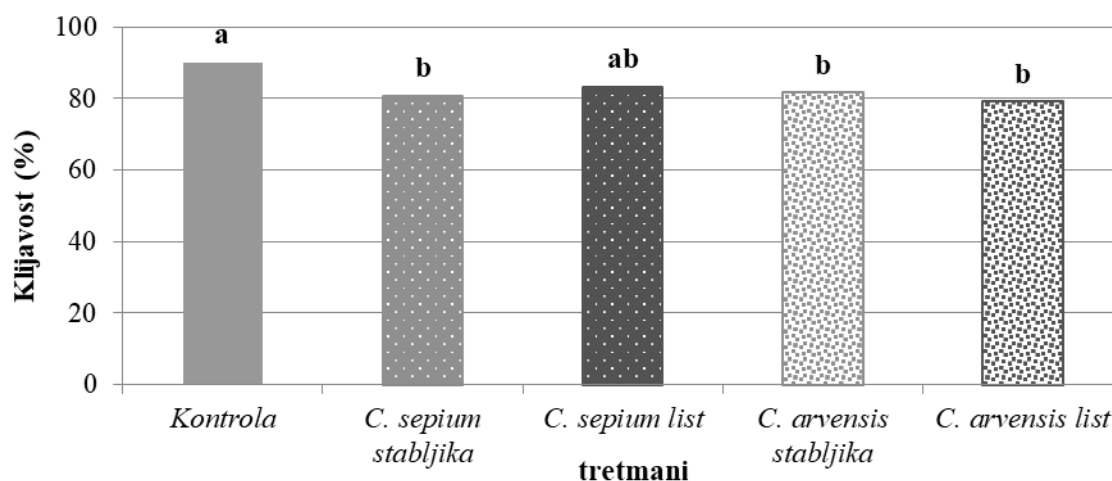 100
80
60
40
20
0
Klijavost (%)
a
b
ab
b
b
Kontrola
C. sepium
stabljika
C. sepium list
C. arvensis
stabljika
C. arvensis list
tretmani